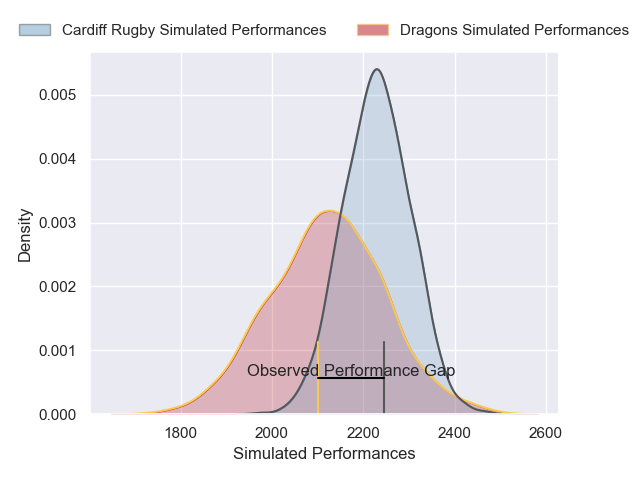 Cardiff Rugby Simulated Performances Dragons Simulated Performances
0.005
0.004
0.003
0.002
0.001
0.000
Density
Observed Performance Gap
1800 2000 2200 2400 2600
Simulated Performances